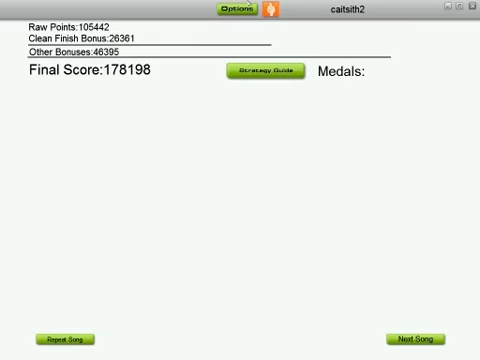 Options
caitsith2
Raw Points:105442
Clean Finish Bonus:26361
Other Bonuses:46395
Final Score:178198
Strategy Guide
Medals:
Repeat Song
Next Song